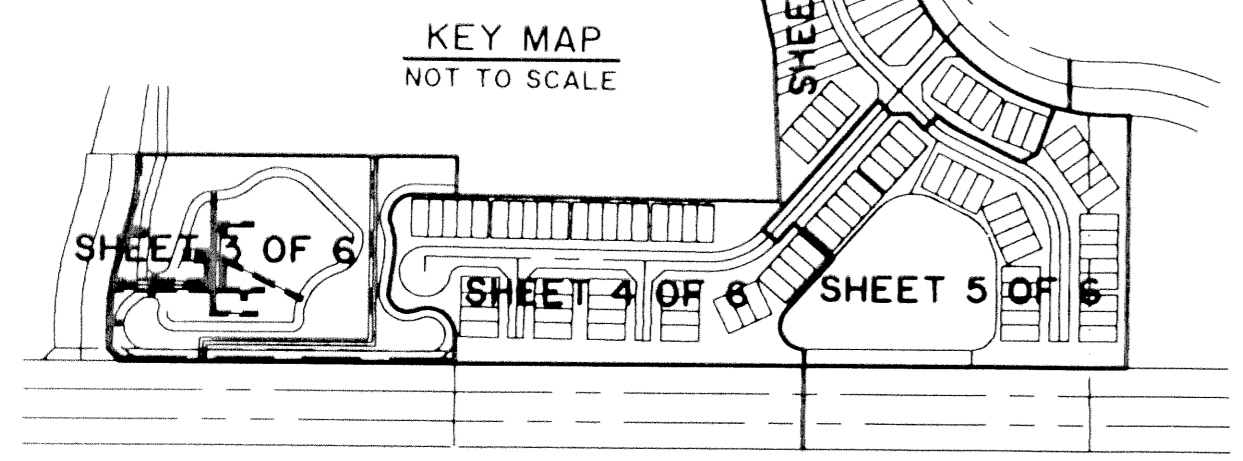 KEY MAP
NOT TO SCALE
SHEET 3 OF 6
SHEET 4 OF 6
SHEET 5 OF 6